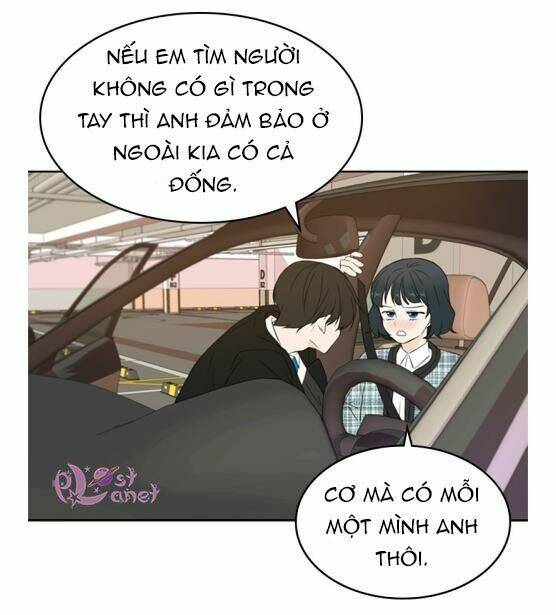 NẾU EM TÌM NGƯỜI
KHÔNG CÓ GÌ TRONG
TAY THÌ ANH ĐẢM BẢO Ở
NGOÀI KIA CÓ CẢ
ĐỐNG.
D
D
Lost
Planet
CƠ MÀ CÓ MỖI
MỘT MÌNH ANH
THÔI.